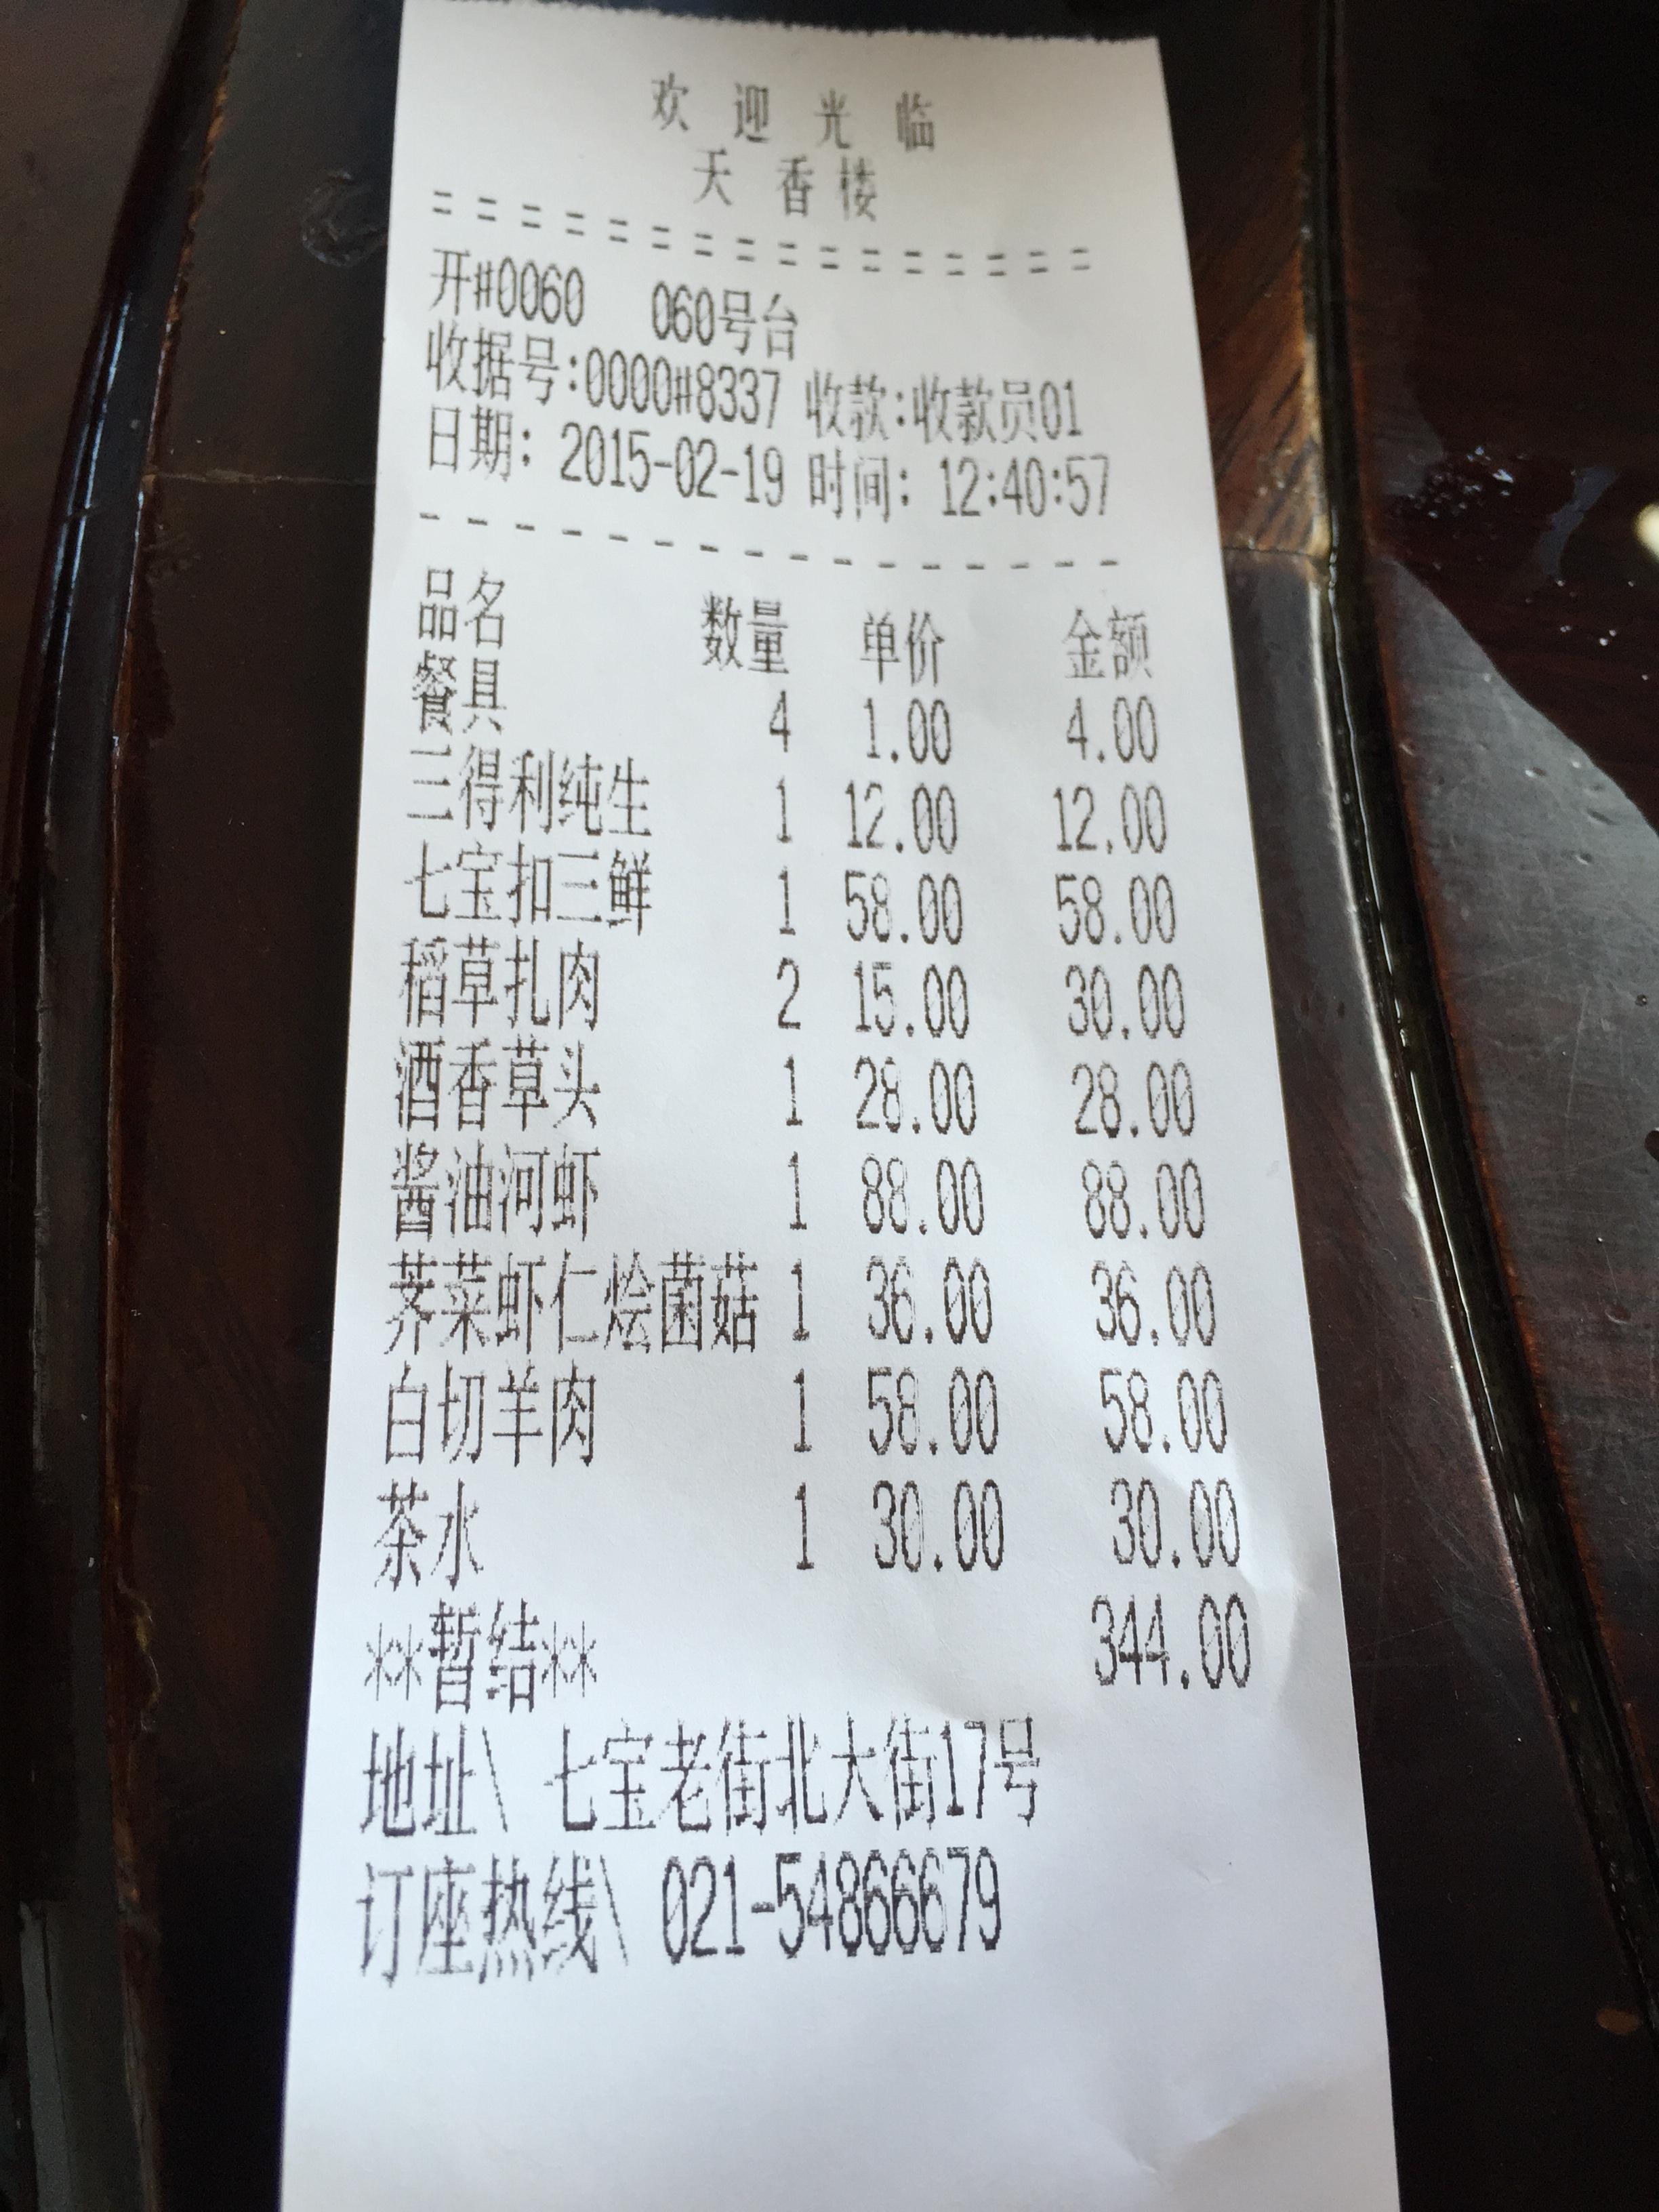 欢 迎 光 临
天 香 楼
================
开#0060 060号台
收据号:0000#8337 收款:收款员01
日期: 2015-02-19 时间: 12:40:57
----------------
品名 数量 单价 金额
餐具 4 1.00 4.00
三得利纯生 1 12.00 12.00
七宝扣三鲜 1 58.00 58.00
稻草扎肉 2 15.00 30.00
酒香草头 1 28.00 28.00
酱油河虾 1 88.00 88.00
荠菜虾仁烩菌菇 1 36.00 36.00
白切羊肉 1 58.00 58.00
茶水 1 30.00 30.00
**暂结** 344.00
地址\ 七宝老街北大街17号
订座热线\ 021-54866679